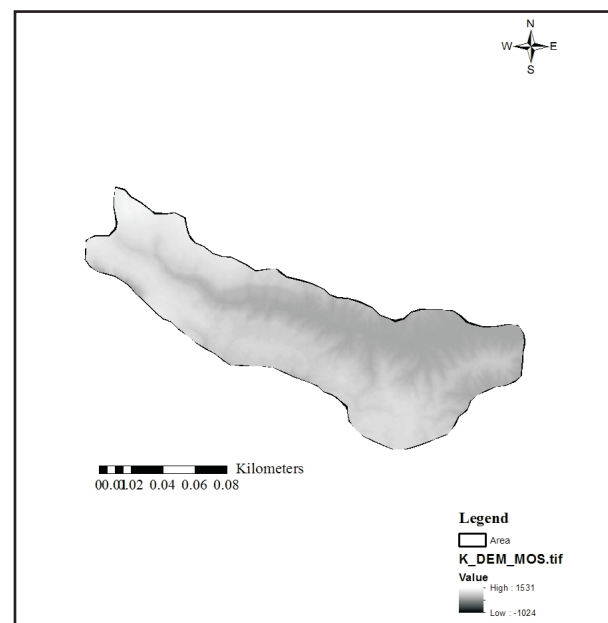 N
W E
S
Kilometers
00.01 0.02 0.04 0.06 0.08
Legend
Area
K_DEM_MOS.tif
Value
High : 1531
Low : -1024